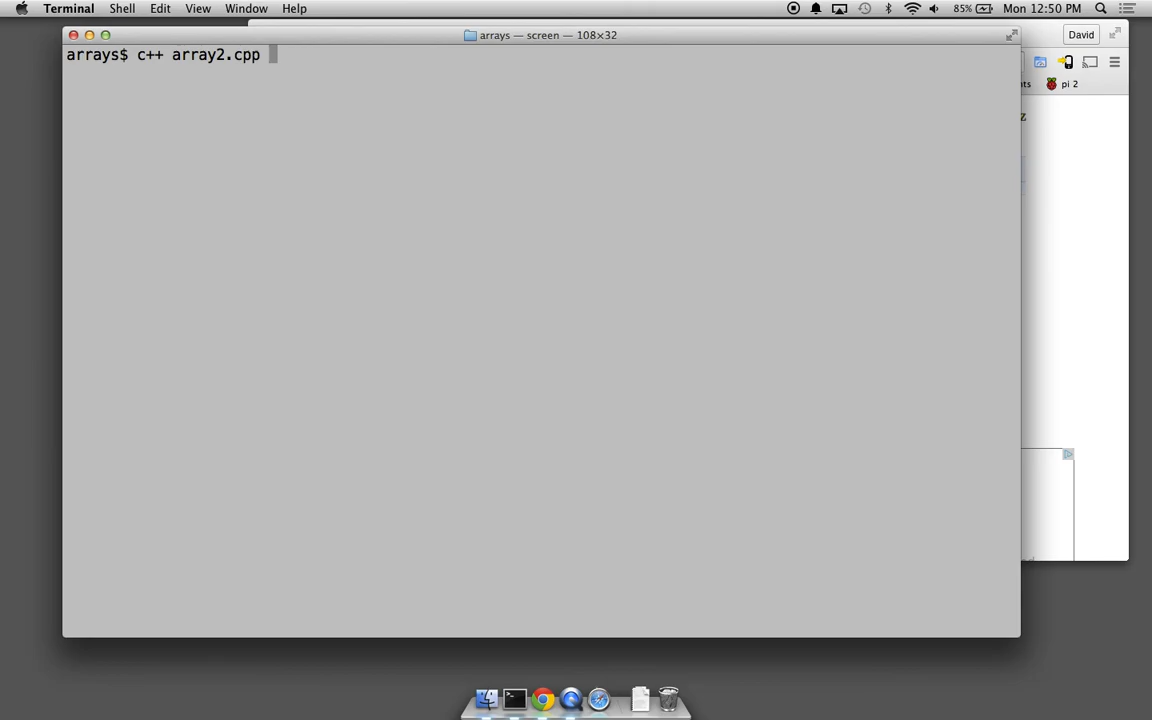 Terminal Shell Edit View Window Help 85% Mon 12:50 PM
arrays — screen — 108×32
David
arrays$ c++ array2.cpp
nts pi 2
z